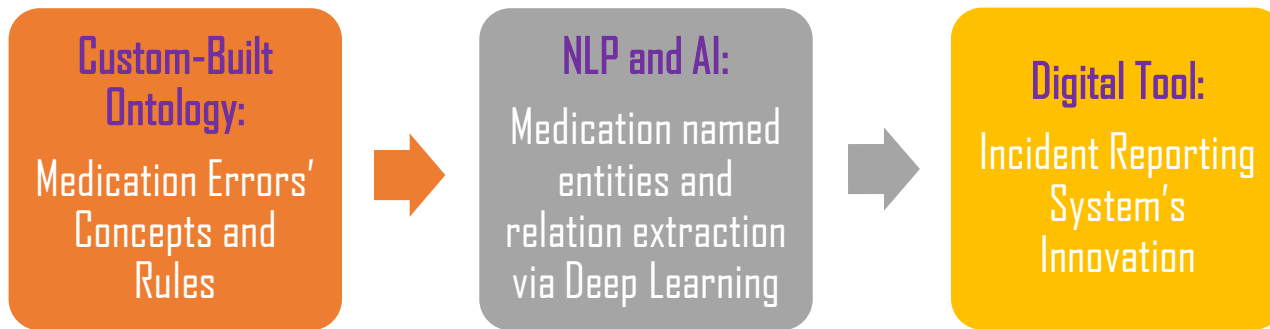 Custom-Built
Ontology:
Medication Errors'
Concepts and
Rules
NLP and AI:
Medication named
entities and
relation extraction
via Deep Learning
Digital Tool:
Incident Reporting
System's
Innovation